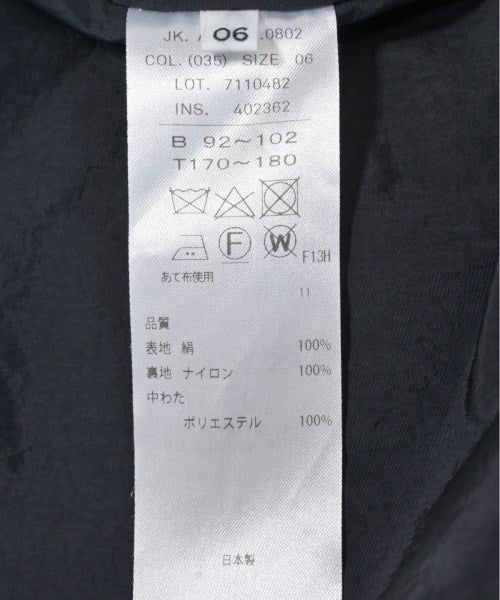 JK. 06 .0802
COL. (035) SIZE 06
LOT. 7110482
INS. 402362
B 92～102
T170～180
F W F13H
あて布使用
11
品質
表地 絹 100%
裏地 ナイロン 100%
中わた
ポリエステル 100%
日本製